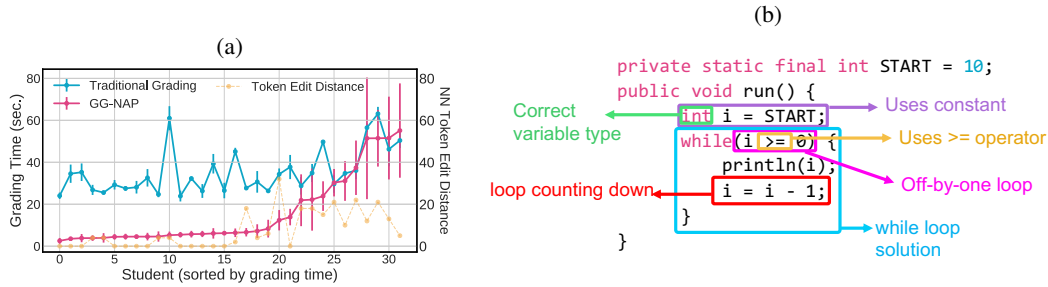 (a)
80
60
40
20
0
Grading Time (sec.)
Traditional Grading
GG-NAP
Token Edit Distance
80
60
40
20
0
NN Token Edit Distance
0 5 10 15 20 25 30
Student (sorted by grading time)
(b)
private static final int START = 10;
public void run() {
int i = START;
while(i >= 0) {
println(i);
i = i - 1;
}
}
Correct
variable type
loop counting down
Uses constant
Uses >= operator
Off-by-one loop
while loop
solution